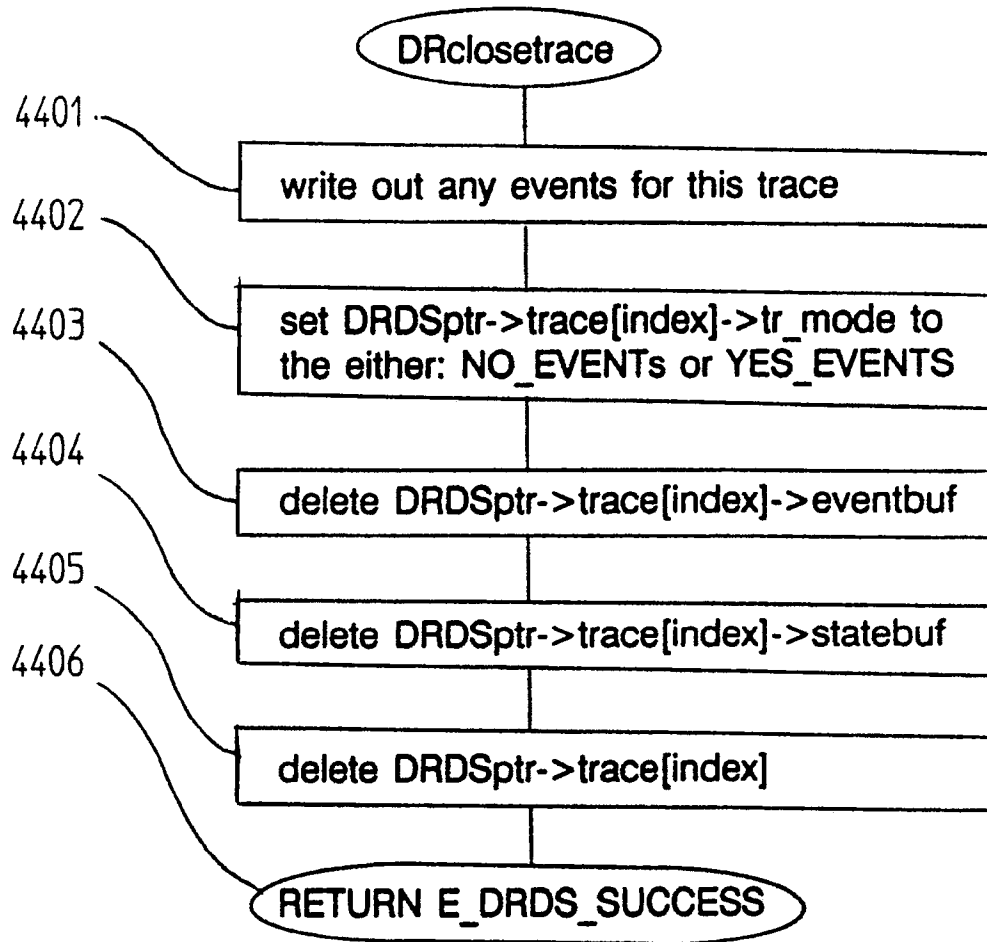 DRclosetrace
4401
write out any events for this trace
4402
set DRDSptr->trace[index]->tr_mode to
the either: NO_EVENTs or YES_EVENTS
4403
delete DRDSptr->trace[index]->eventbuf
4404
delete DRDSptr->trace[index]->statebuf
4405
delete DRDSptr->trace[index]
4406
RETURN E_DRDS_SUCCESS